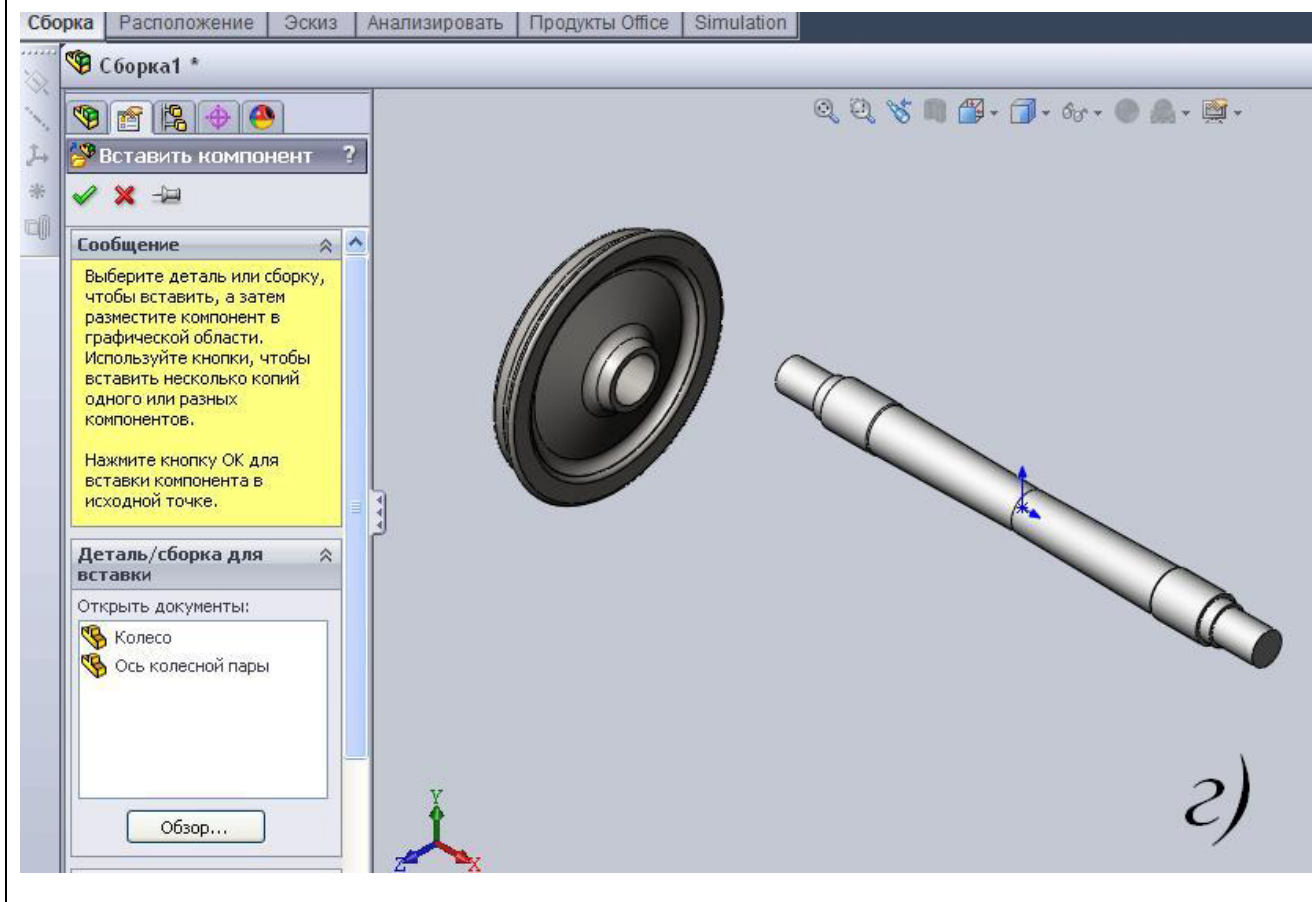 Сборка Расположение Эскиз Анализировать Продукты Office Simulation
Сборка1 *
Вставить компонент ?
Сообщение
Выберите деталь или сборку,
чтобы вставить, а затем
разместите компонент в
графической области.
Используйте кнопки, чтобы
вставить несколько копий
одного или разных
компонентов.
Нажмите кнопку ОК для
вставки компонента в
исходной точке.
Деталь/сборка для
вставки
Открыть документы:
Колесо
Ось колесной пары
Обзор...
Y
Z
X
г)